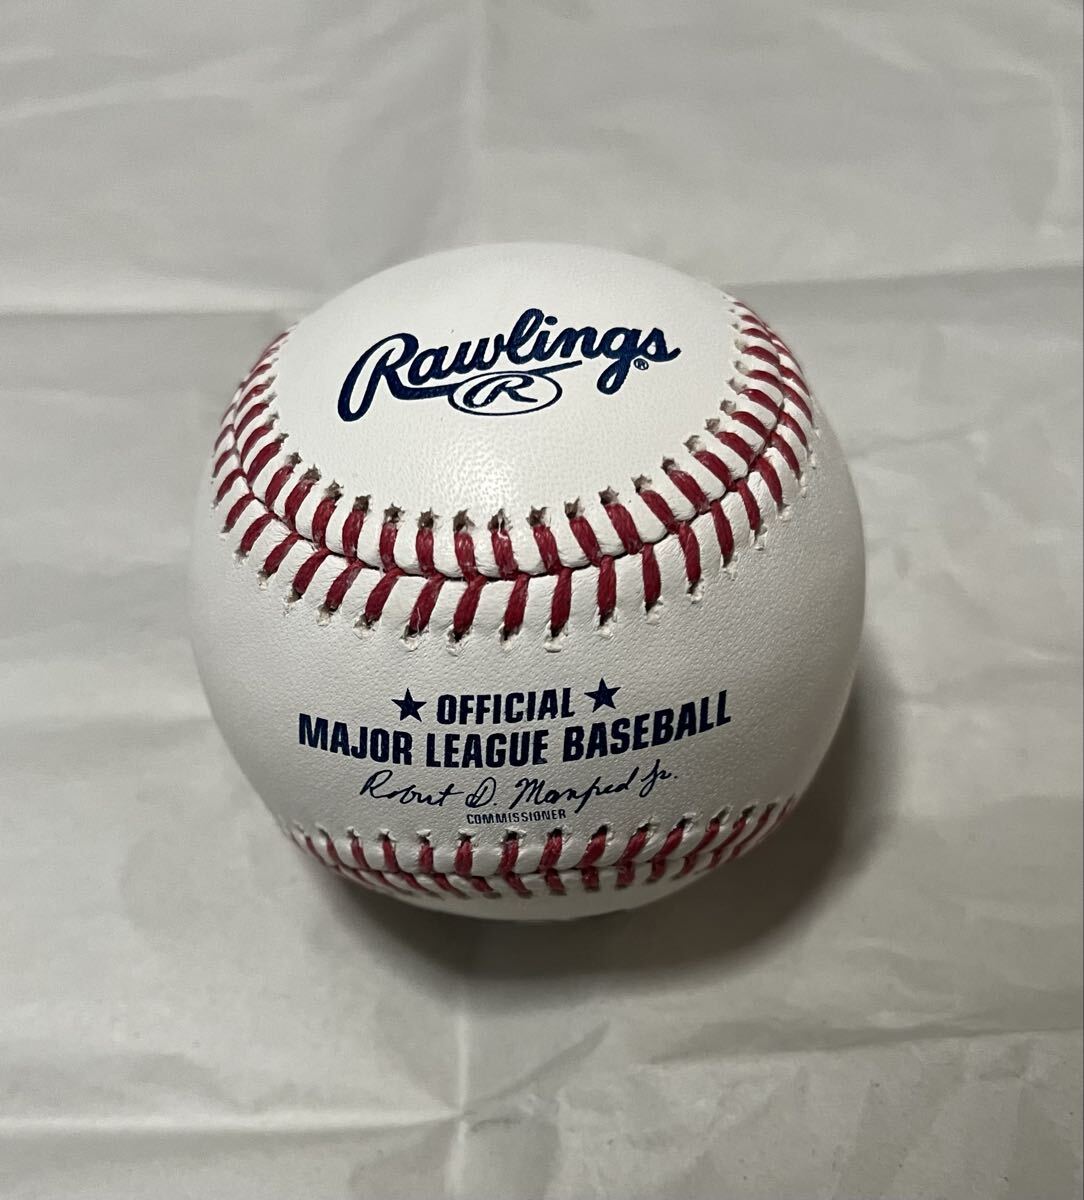 Rawlings®
R
★ OFFICIAL ★
MAJOR LEAGUE BASEBALL
Robert D. Manfred Jr.
COMMISSIONER